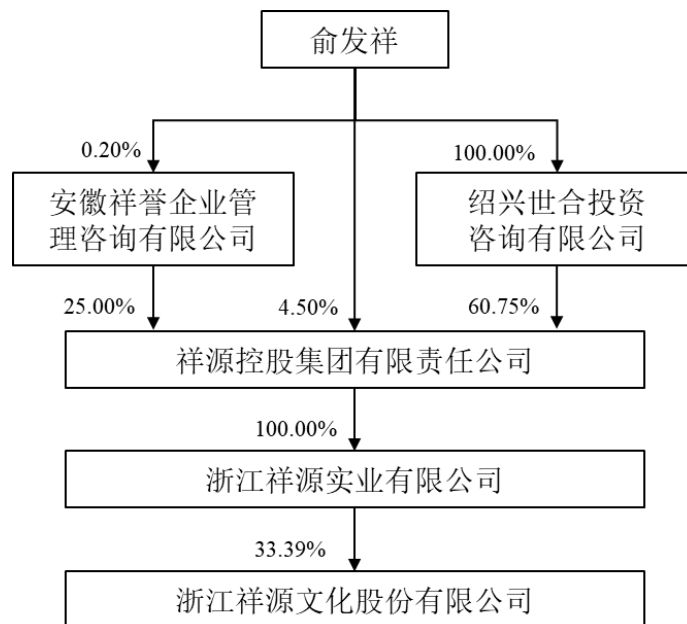 俞发祥
0.20%
100.00%
安徽祥誉企业管
理咨询有限公司
绍兴世合投资
咨询有限公司
25.00%
4.50%
60.75%
祥源控股集团有限责任公司
100.00%
浙江祥源实业有限公司
33.39%
浙江祥源文化股份有限公司